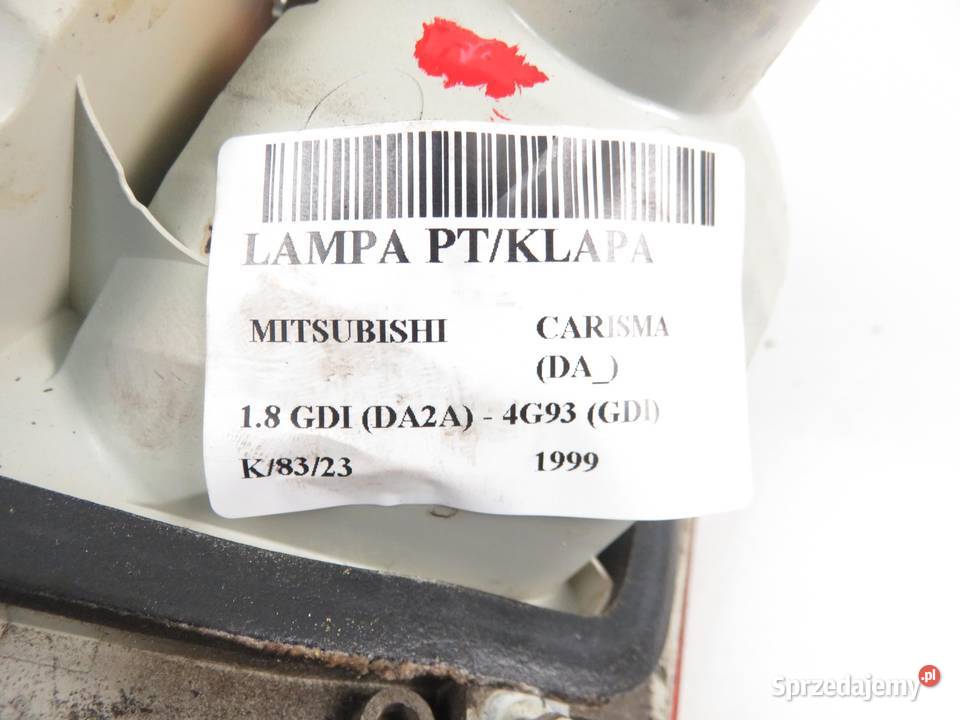 LAMPA PT/KLAPA
MITSUBISHI CARISMA
(DA_)
1.8 GDI (DA2A) - 4G93 (GDI)
K/83/23 1999
Sprzedajemy.pl